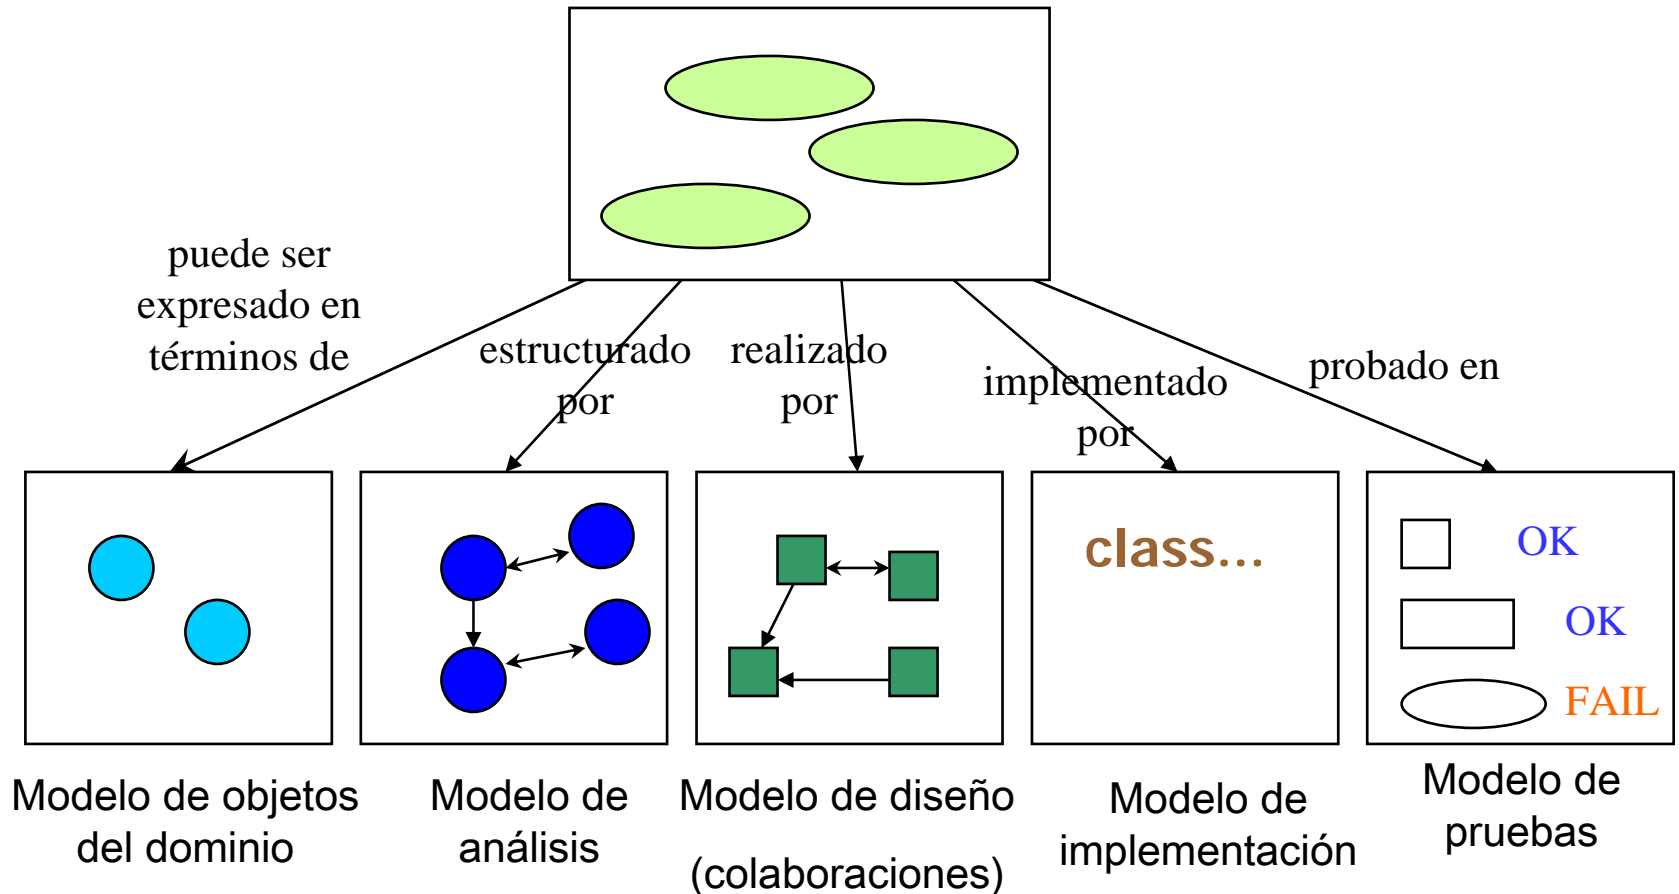 puede ser
expresado en
términos de
estructurado
por
realizado
por
implementado
por
probado en
class...
OK
OK
FAIL
Modelo de objetos
del dominio
Modelo de
análisis
Modelo de diseño
(colaboraciones)
Modelo de
implementación
Modelo de
pruebas